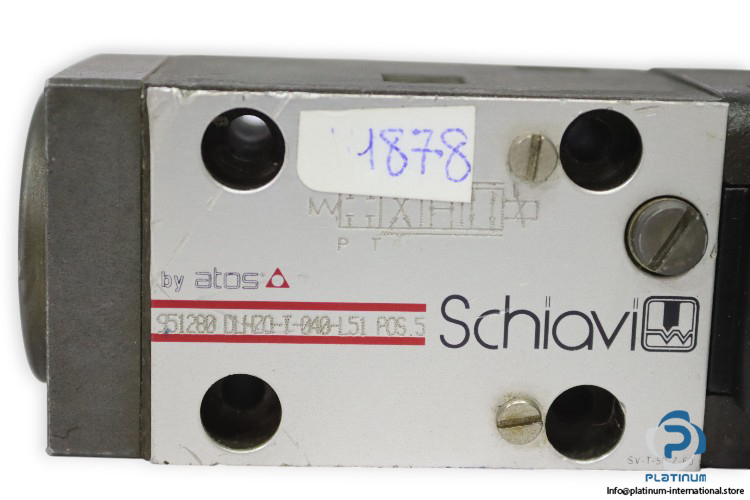 1878
P T
by atos
951280 DLHZO-T-040-L51 POS.5
Schiavi
PLATINUM
Info@platinum-international.store